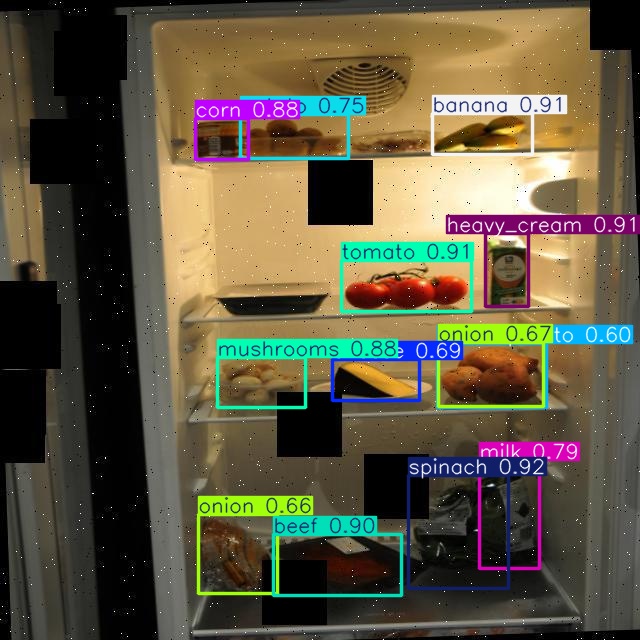 corn 0.88
0.75
banana 0.91
heavy_cream 0.91
tomato 0.91
onion 0.67
to 0.60
mushrooms 0.88
e 0.69
milk 0.79
spinach 0.92
onion 0.66
beef 0.90